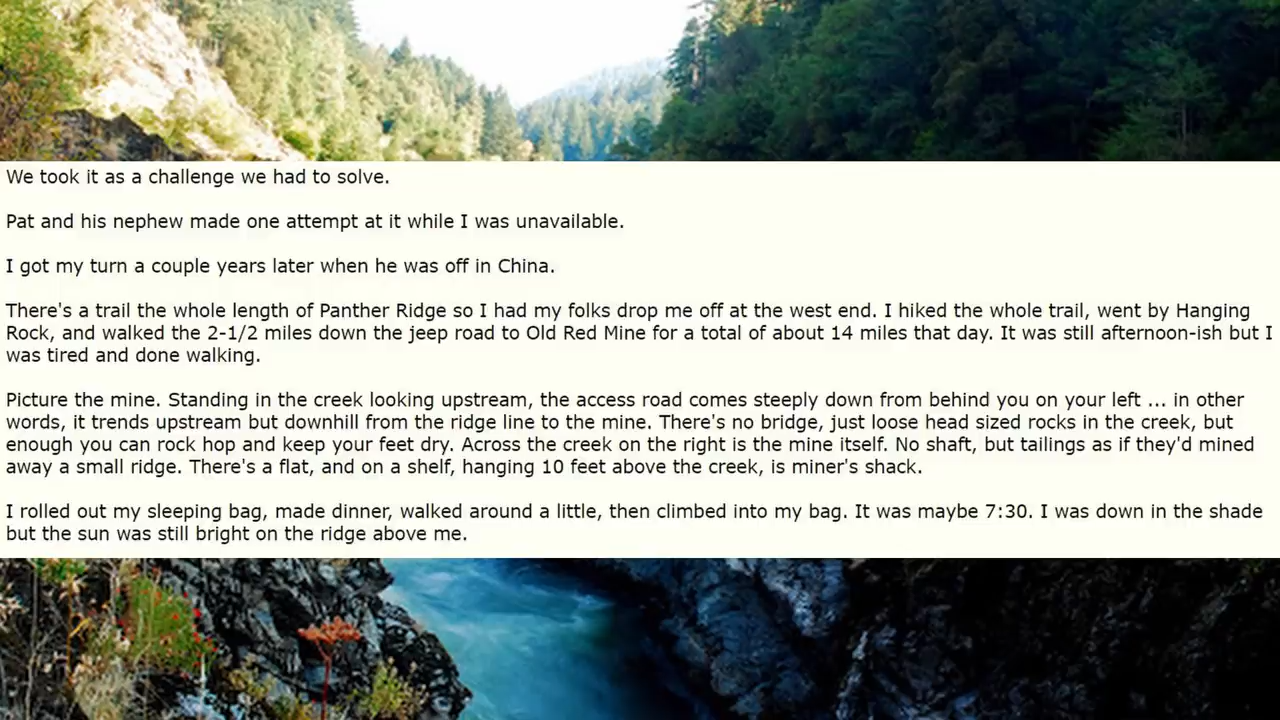 We took it as a challenge we had to solve.
Pat and his nephew made one attempt at it while I was unavailable.
I got my turn a couple years later when he was off in China.
There's a trail the whole length of Panther Ridge so I had my folks drop me off at the west end. I hiked the whole trail, went by Hanging
Rock, and walked the 2-1/2 miles down the jeep road to Old Red Mine for a total of about 14 miles that day. It was still afternoon-ish but I
was tired and done walking.
Picture the mine. Standing in the creek looking upstream, the access road comes steeply down from behind you on your left ... in other
words, it trends upstream but downhill from the ridge line to the mine. There's no bridge, just loose head sized rocks in the creek, but
enough you can rock hop and keep your feet dry. Across the creek on the right is the mine itself. No shaft, but tailings as if they'd mined
away a small ridge. There's a flat, and on a shelf, hanging 10 feet above the creek, is miner's shack.
I rolled out my sleeping bag, made dinner, walked around a little, then climbed into my bag. It was maybe 7:30. I was down in the shade
but the sun was still bright on the ridge above me.